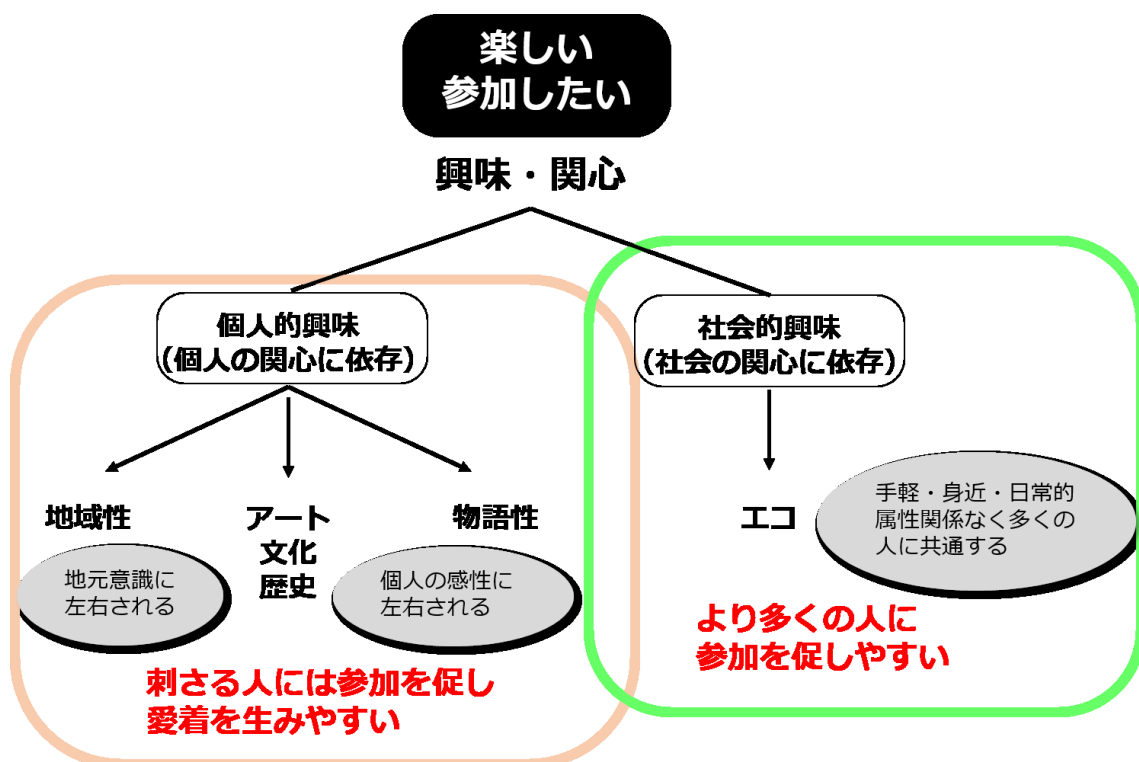 楽しい
参加したい
興味・関心
個人的興味
(個人の関心に依存)
社会的興味
(社会の関心に依存)
地域性
アート
文化
歴史
物語性
地元意識に
左右される
個人の感性に
左右される
刺さる人には参加を促し
愛着を生みやすい
エコ
手軽・身近・日常的
属性関係なく多くの
人に共通する
より多くの人に
参加を促しやすい